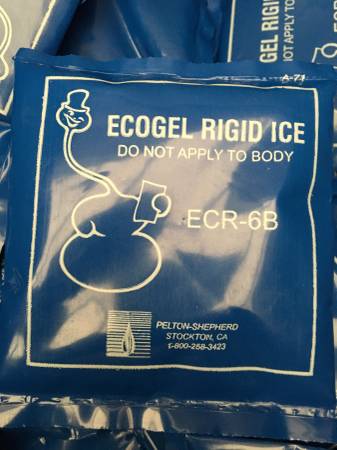 GEL RIGID
NOT APPLY TO
A-71
ECOGEL RIGID ICE
DO NOT APPLY TO BODY
ECR-6B
PELTON-SHEPHERD
STOCKTON, CA
1-800-258-3423